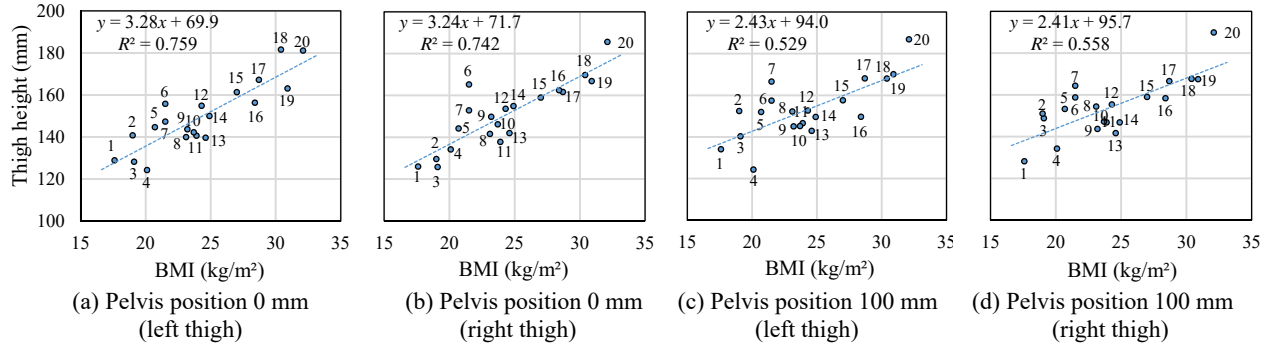 Thigh height (mm)
200
180
160
140
120
100
y = 3.28x + 69.9
R² = 0.759
18 20
17
15
6 12 19
14 16
2 5
9 10
7
8 11 13
1
3
4
15 20 25 30 35
BMI (kg/m²)
(a) Pelvis position 0 mm
(left thigh)
y = 3.24x + 71.7
R² = 0.742
20
18
6
16
15 19
12 14 17
7
9
10
5
2 8 13
4 11
1 3
15 20 25 30 35
BMI (kg/m²)
(b) Pelvis position 0 mm
(right thigh)
y = 2.43x + 94.0
R² = 0.529
20
17 18
7
19
6 15
2 12
8 11 14
5 16
9 10 13
3
1
4
15 20 25 30 35
BMI (kg/m²)
(c) Pelvis position 100 mm
(left thigh)
y = 2.41x + 95.7
R² = 0.558
20
17
7 15 19
6 12 18
2 8 14 16
5
10 11
3
9 13
4
1
15 20 25 30 35
BMI (kg/m²)
(d) Pelvis position 100 mm
(right thigh)